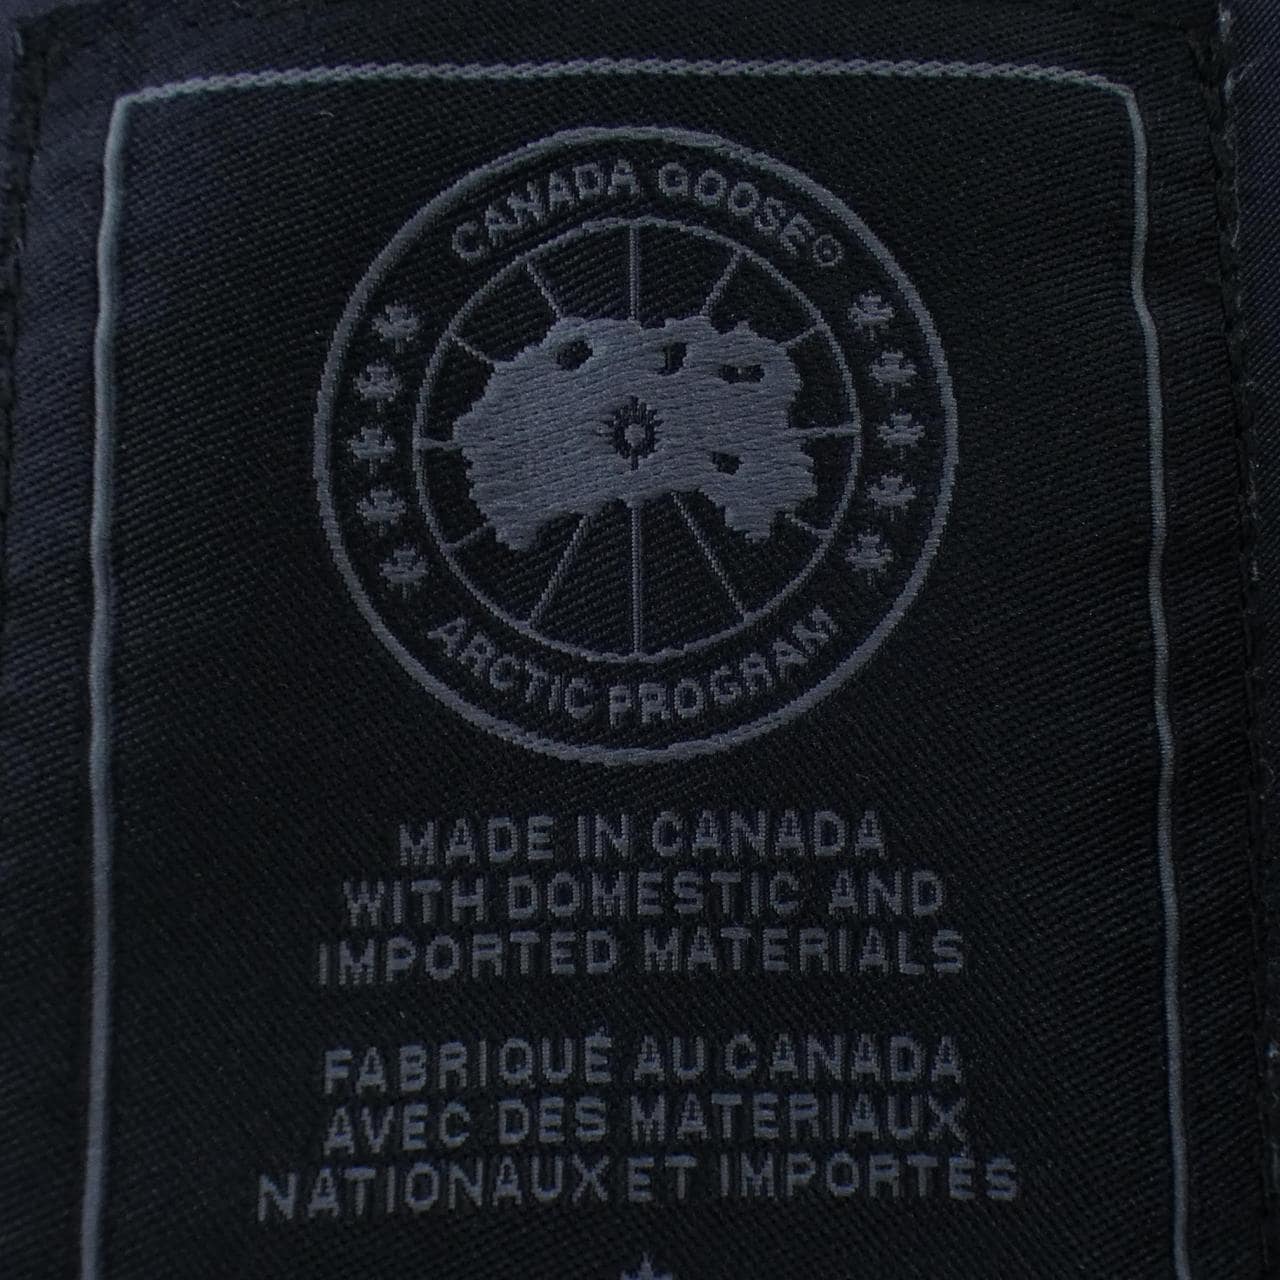 CANADA GOOSE®
ARCTIC PROGRAM
MADE IN CANADA
WITH DOMESTIC AND
IMPORTED MATERIALS
FABRIQUÉ AU CANADA
AVEC DES MATERIAUX
NATIONAUX ET IMPORTÉS